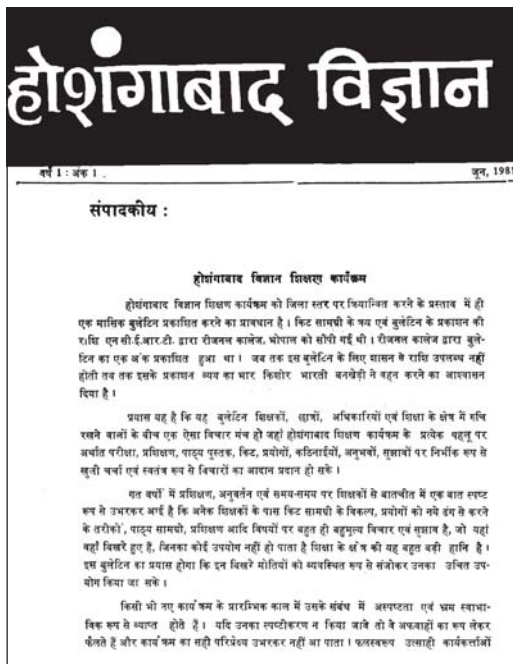 होशंगाबाद विज्ञान
वर्ष 1 : अंक 1
जून, 1981
संपादकीय :
होशंगाबाद विज्ञान शिक्षण कार्यक्रम
होशंगाबाद विज्ञान शिक्षण कार्यक्रम को जिला स्तर पर क्रियान्वित करने के प्रस्ताव में ही
एक मासिक बुलेटिन प्रकाशित करने का प्रावधान है । किट सामग्री के क्रय एवं बुलेटिन के प्रकाशन की
राशि एन सी.ई.आर.टी. द्वारा रीजनल कालेज, भोपाल को सौंपी गई थी । रीजनल कालेज द्वारा बुले-
टिन का एक अंक प्रकाशित हुआ था । जब तक इस बुलेटिन के लिए शासन से राशि उपलब्ध नहीं
होती तब तक इसके प्रकाशन व्यय का भार किशोर भारती बनखेड़ी ने वहन करने का आश्वासन
दिया है ।
प्रयास यह है कि यह बुलेटिन शिक्षकों, छात्रों, अधिकारियों एवं शिक्षा के क्षेत्र में रुचि
रखने वालों के बीच एक ऐसा विचार मंच हो जहां होशंगाबाद शिक्षण कार्यक्रम के प्रत्येक पहलू पर
अर्थात परीक्षा, प्रशिक्षण, पाठ्य पुस्तक, किट, प्रयोगों, कठिनाईयों, अनुभवों, सुझावों पर निर्भीक रूप से
खुली चर्चा एवं स्वतंत्र रूप से विचारों का आदान प्रदान हो सके ।
गत वर्षों में प्रशिक्षण, अनुवर्तन एवं समय-समय पर शिक्षकों से बातचीत में एक बात स्पष्ट
रूप से उभरकर आई है कि अनेक शिक्षकों के पास किट सामग्री के विकल्प, प्रयोगों को नये ढंग से करने
के तरीकों, पाठ्य सामग्री, प्रशिक्षण आदि विषयों पर बहुत ही बहुमूल्य विचार एवं सुझाव है, जो यहां
वहाँ बिखरे हुए हैं, जिनका कोई उपयोग नहीं हो पाता है शिक्षा के क्षेत्र की यह बहुत बड़ी हानि है ।
इस बुलेटिन का प्रयास होगा कि इन बिखरे मोतियों को व्यवस्थित रूप से संजोकर उनका उचित उप-
योग किया जा सके ।
किसी भी नए कार्यक्रम के प्रारम्भिक काल में उसके संबंध में अस्पष्टता एवं भ्रम स्वाभा-
विक रूप से व्याप्त होते हैं । यदि उनका स्पष्टीकरण न किया जावे तो वे अफवाहों का रूप लेकर
फैलते हैं और कार्यक्रम का सही परिप्रेक्ष्य उभरकर नहीं आ पाता । फलस्वरूप उत्साही कार्यकर्त्ताओं